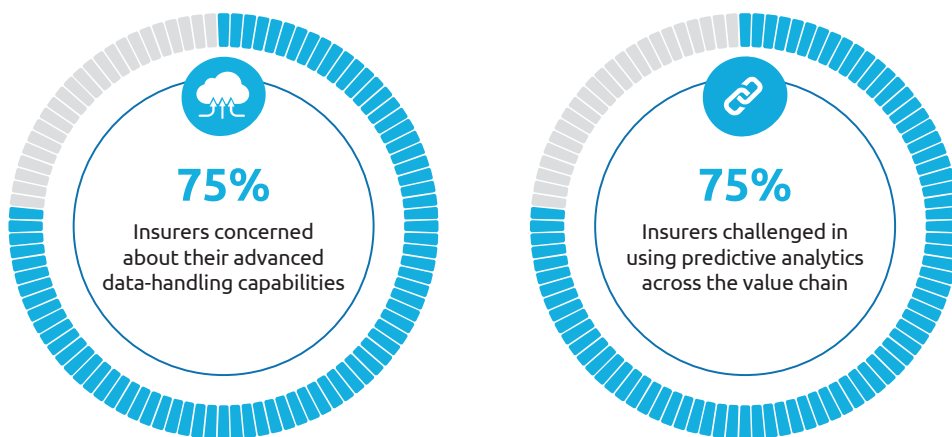 75%
Insurers concerned
about their advanced
data-handling capabilities
75%
Insurers challenged in
using predictive analytics
across the value chain